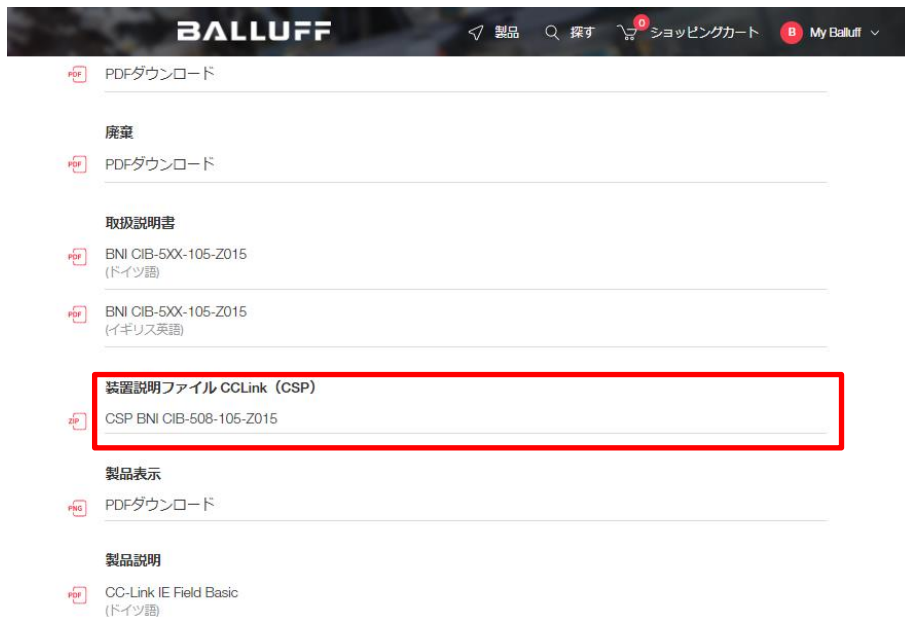 BALLUFF
製品
探す
0
ショッピングカート
B
My Balluff
PDF
PDFダウンロード
廃棄
PDF
PDFダウンロード
取扱説明書
PDF
BNI CIB-5XX-105-Z015
(ドイツ語)
PDF
BNI CIB-5XX-105-Z015
(イギリス英語)
装置説明ファイル CCLink（CSP）
ZIP
CSP BNI CIB-508-105-Z015
製品表示
PNG
PDFダウンロード
製品説明
PDF
CC-Link IE Field Basic
(ドイツ語)